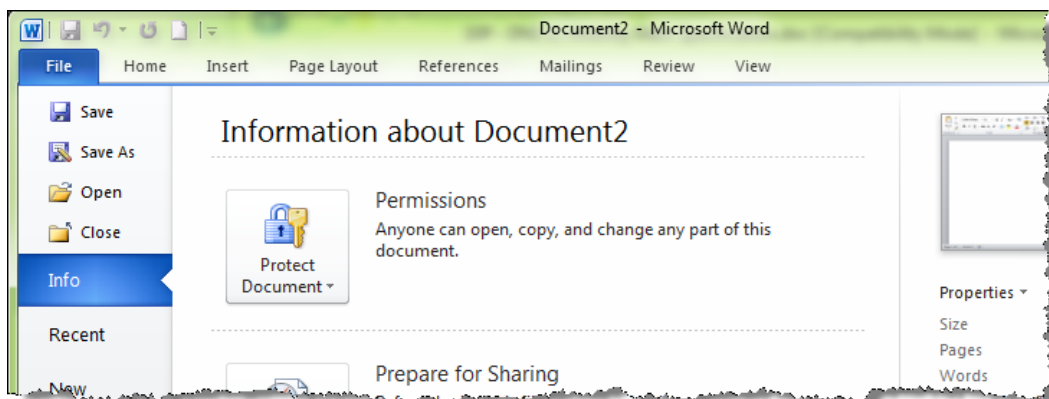 Document2 - Microsoft Word
File Home Insert Page Layout References Mailings Review View
Save
Save As
Open
Close
Info
Recent
New
Information about Document2
Protect
Document
Permissions
Anyone can open, copy, and change any part of this
document.
Prepare for Sharing
Properties
Size
Pages
Words